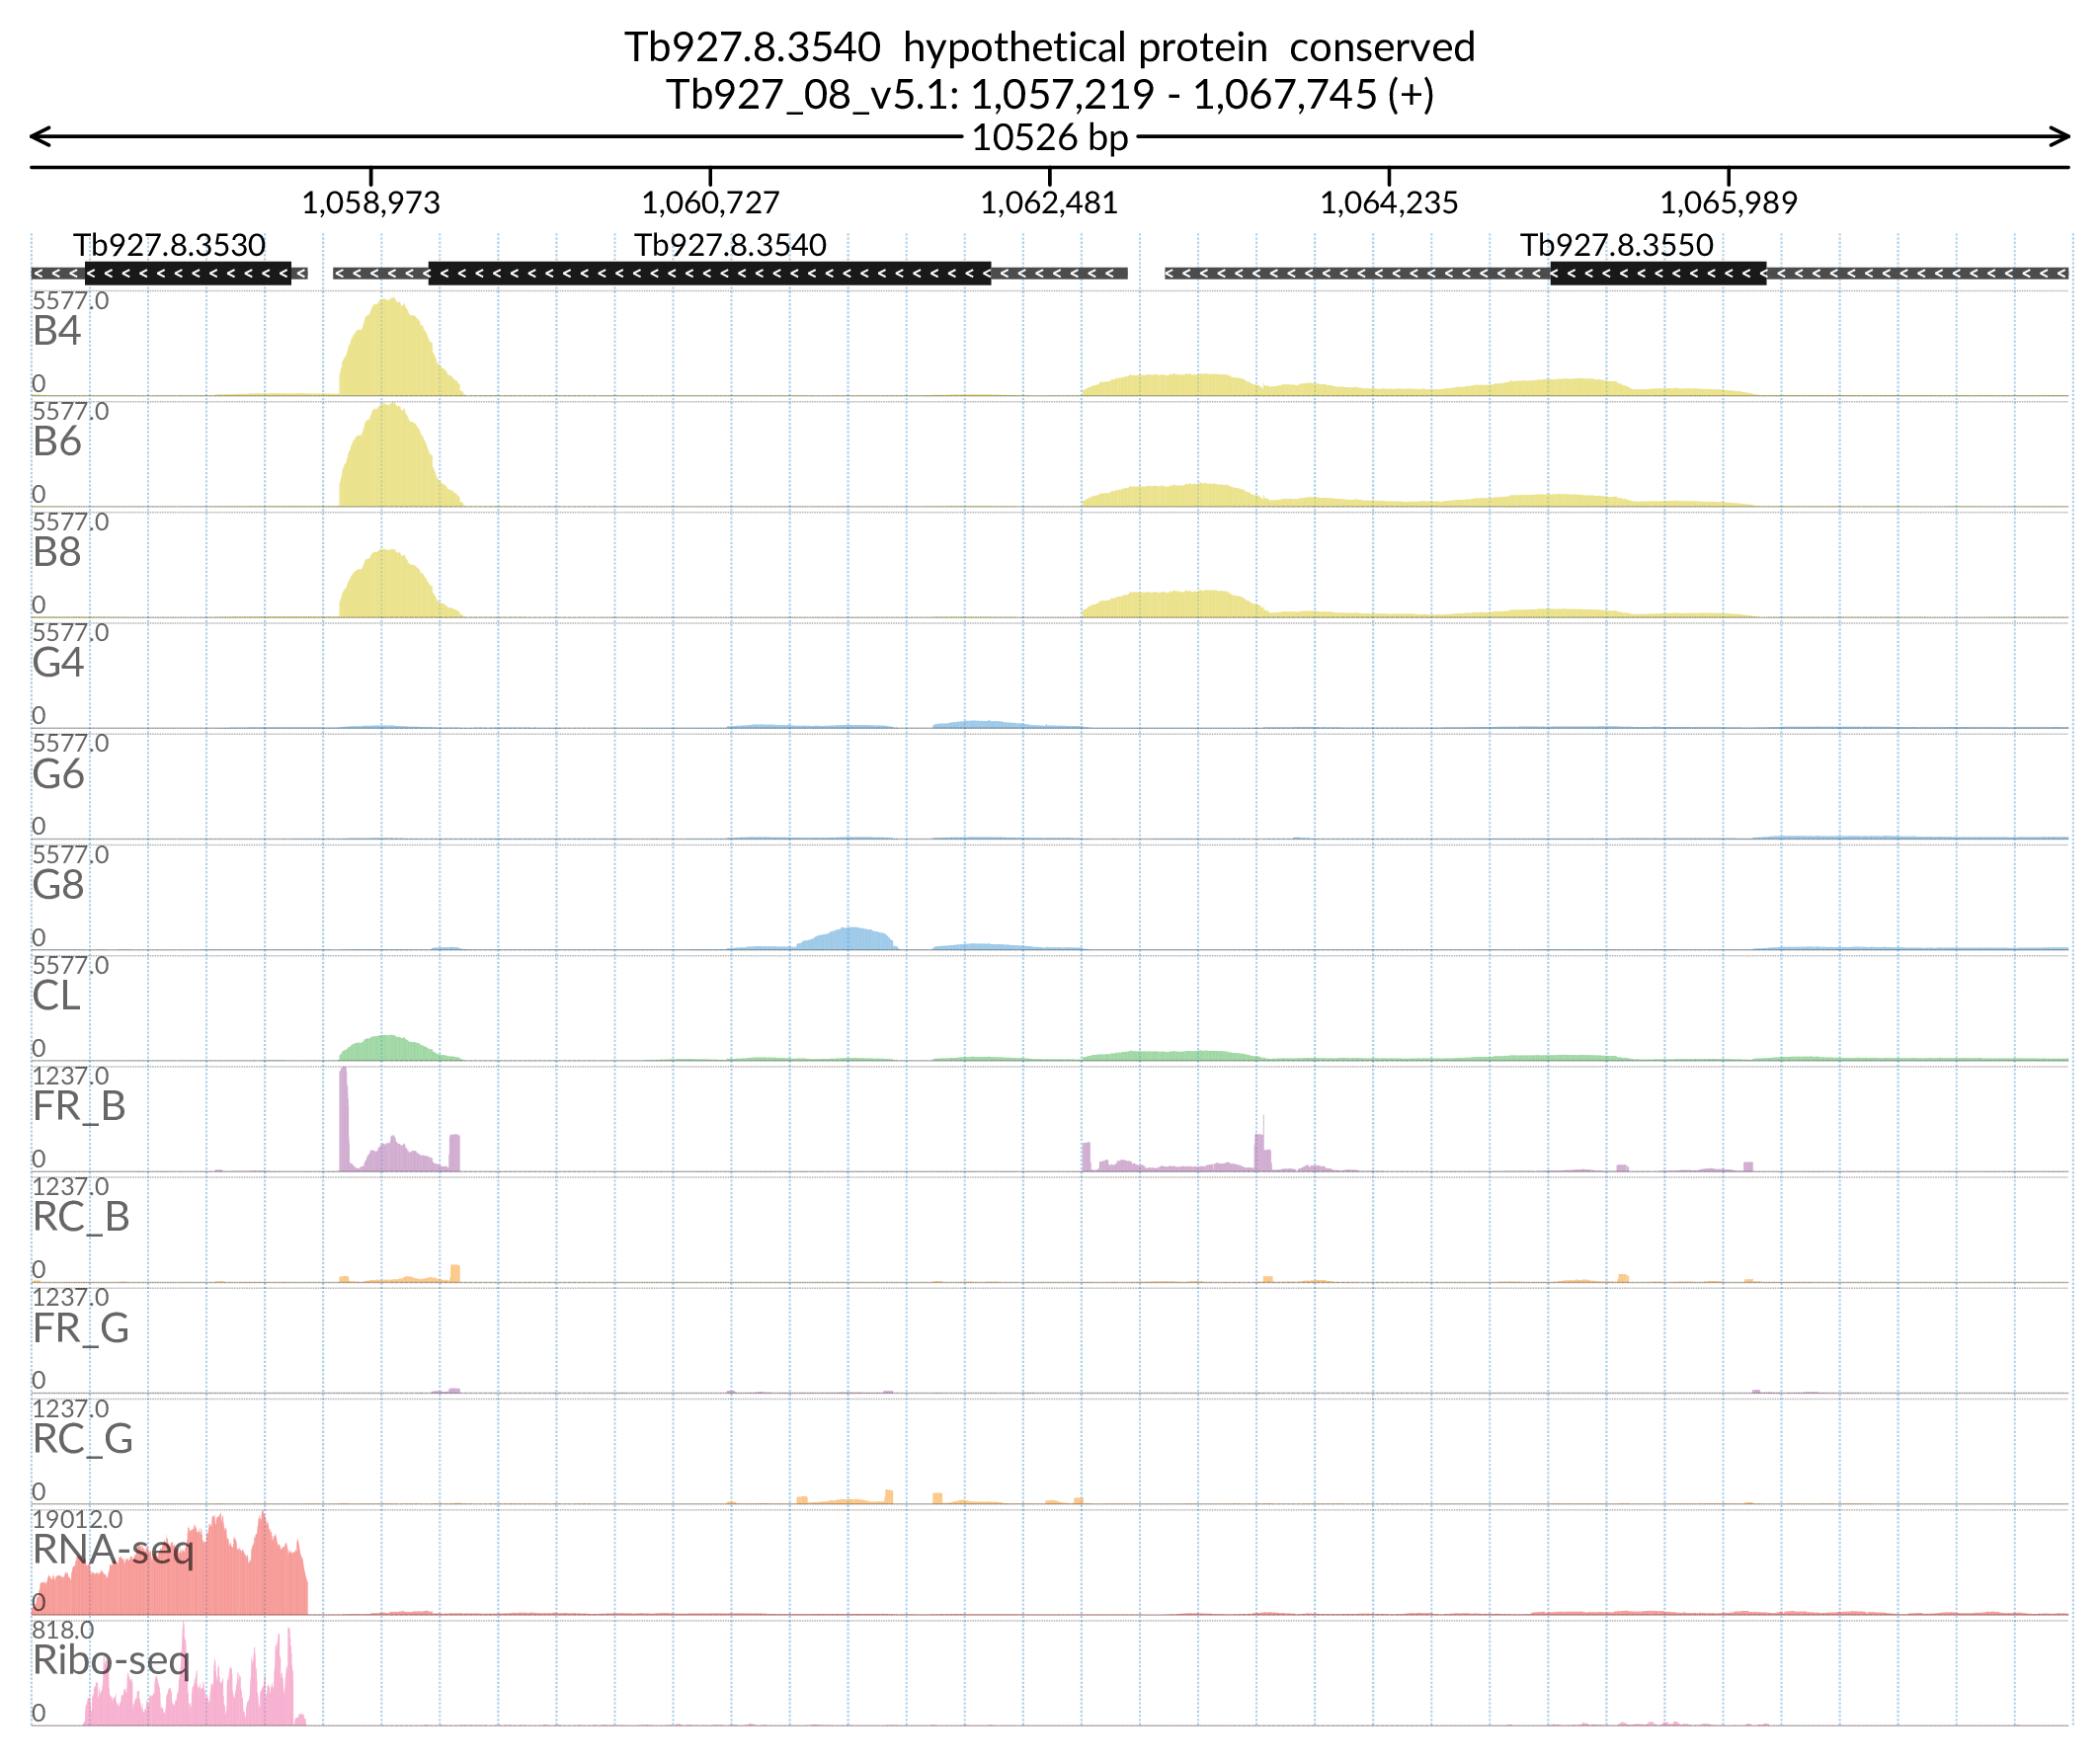 Tb927.8.3540 hypothetical protein conserved
Tb927_08_v5.1: 1,057,219 - 1,067,745 (+)
10526 bp
1,058,973 1,060,727 1,062,481 1,064,235 1,065,989
Tb927.8.3530 Tb927.8.3540 Tb927.8.3550
5577.0
B4
0
5577.0
B6
0
5577.0
B8
0
5577.0
G4
0
5577.0
G6
0
5577.0
G8
0
5577.0
CL
0
1237.0
FR_B
0
1237.0
RC_B
0
1237.0
FR_G
0
1237.0
RC_G
0
19012.0
RNA-seq
0
818.0
Ribo-seq
0